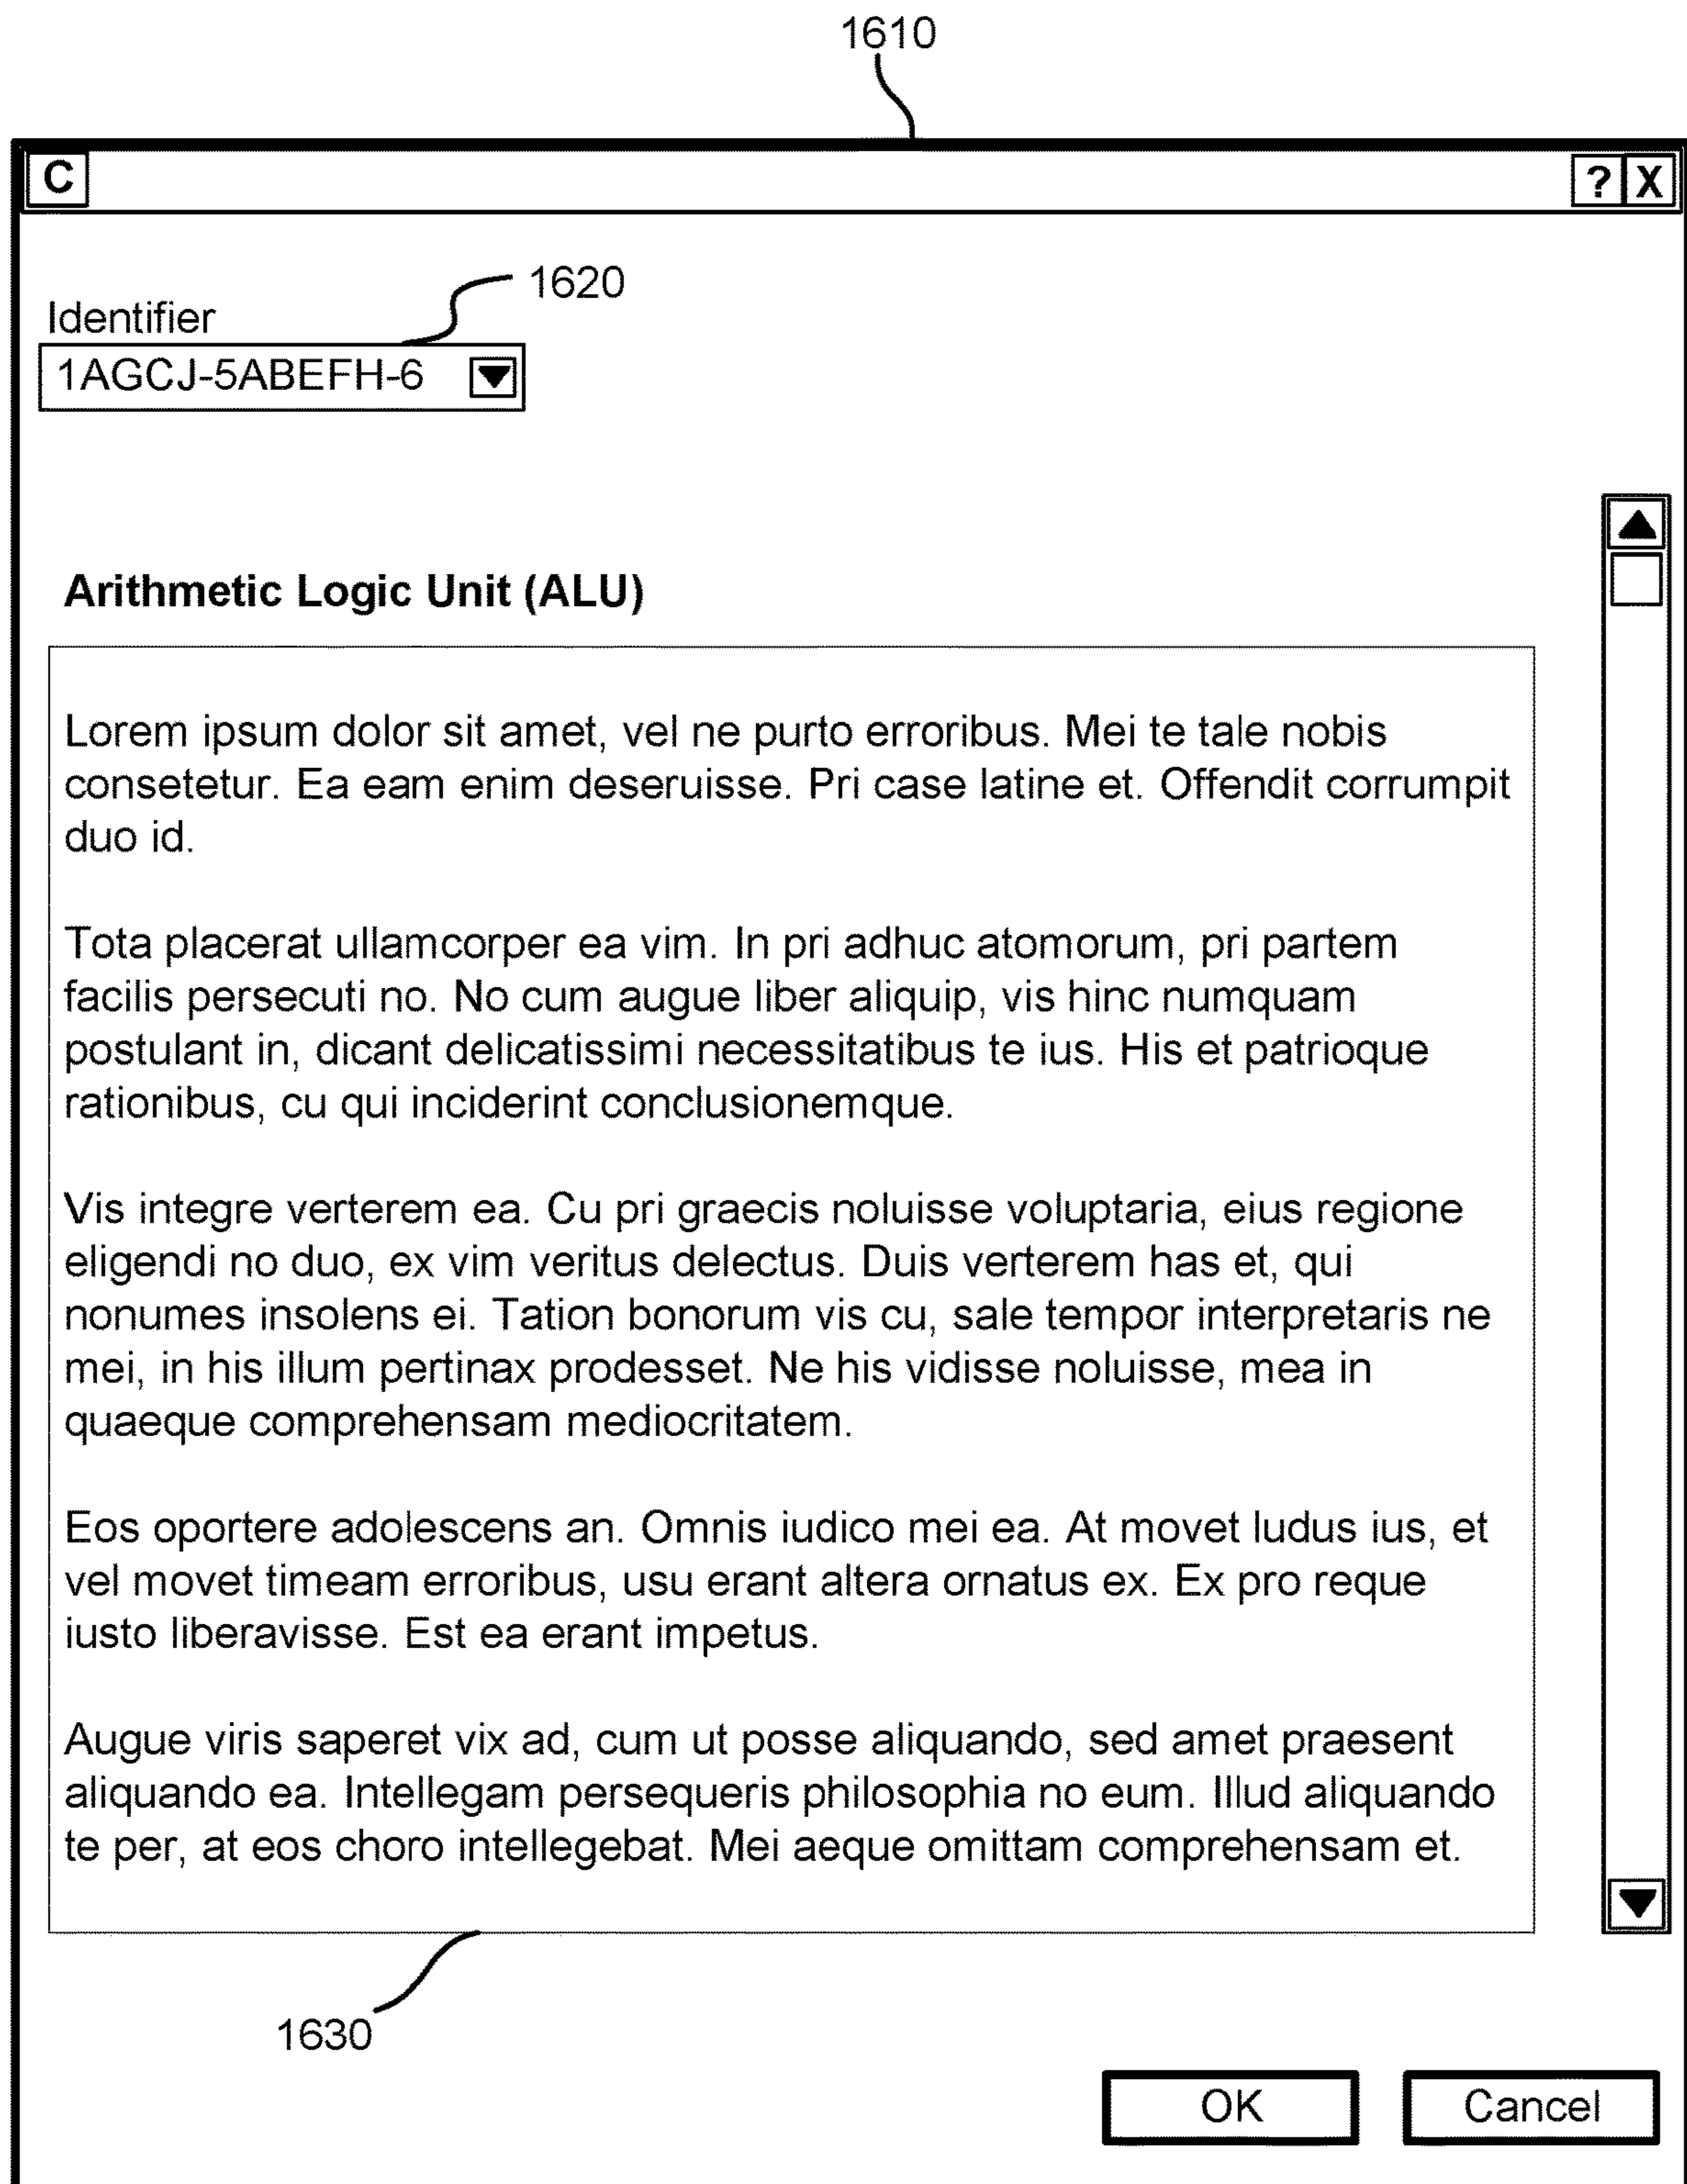 1610
C
? X
1620
Identifier
1AGCJ-5ABEFH-6
Arithmetic Logic Unit (ALU)
Lorem ipsum dolor sit amet, vel ne purto erroribus. Mei te tale nobis
consetetur. Ea eam enim deseruisse. Pri case latine et. Offendit corrumpit
duo id.
Tota placerat ullamcorper ea vim. In pri adhuc atomorum, pri partem
facilis persecuti no. No cum augue liber aliquip, vis hinc numquam
postulant in, dicant delicatissimi necessitatibus te ius. His et patrioque
rationibus, cu qui inciderint conclusionemque.
Vis integre verterem ea. Cu pri graecis noluisse voluptaria, eius regione
eligendi no duo, ex vim veritus delectus. Duis verterem has et, qui
nonumes insolens ei. Tation bonorum vis cu, sale tempor interpretaris ne
mei, in his illum pertinax prodesset. Ne his vidisse noluisse, mea in
quaeque comprehensam mediocritatem.
Eos oportere adolescens an. Omnis iudico mei ea. At movet ludus ius, et
vel movet timeam erroribus, usu erant altera ornatus ex. Ex pro reque
iusto liberavisse. Est ea erant impetus.
Augue viris saperet vix ad, cum ut posse aliquando, sed amet praesent
aliquando ea. Intellegam persequeris philosophia no eum. Illud aliquando
te per, at eos choro intellegebat. Mei aeque omittam comprehensam et.
1630
OK
Cancel